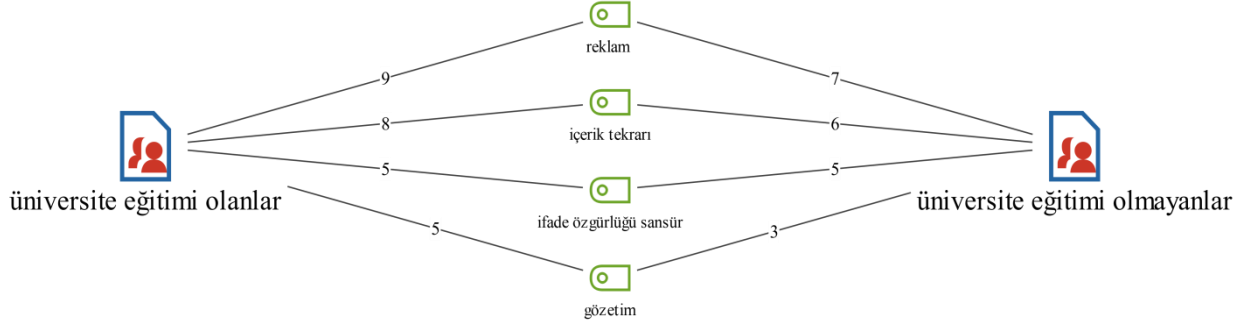 reklam
9
7
içerik tekrarı
8
6
üniversite eğitimi olanlar
üniversite eğitimi olmayanlar
5
5
ifade özgürlüğü sansür
5
3
gözetim